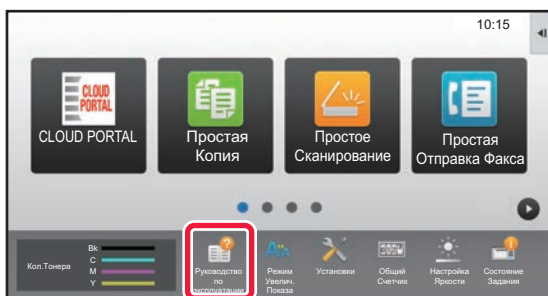 10:15
CLOUD
PORTAL
CLOUD PORTAL
Простая
Копия
Простое
Сканирование
Простая
Отправка Факса
Кол.Тонера
Bk
C
M
Y
Руководство
по
эксплуатации
Режим
Увелич.
Показа
Установки
Общий
Счетчик
Настройка
Яркости
Состояние
Задания